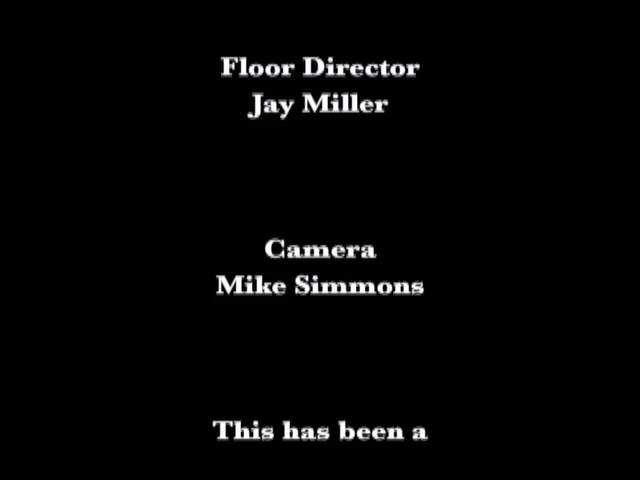 Floor Director
Jay Miller
Camera
Mike Simmons
This has been a